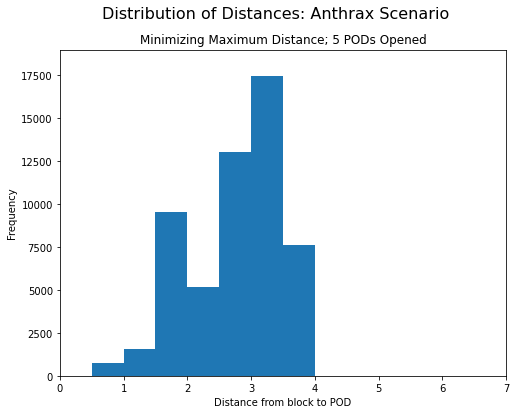 Distribution of Distances: Anthrax Scenario
Minimizing Maximum Distance; 5 PODs Opened
17500
15000
12500
10000
7500
5000
2500
0
Frequency
0 1 2 3 4 5 6 7
Distance from block to POD